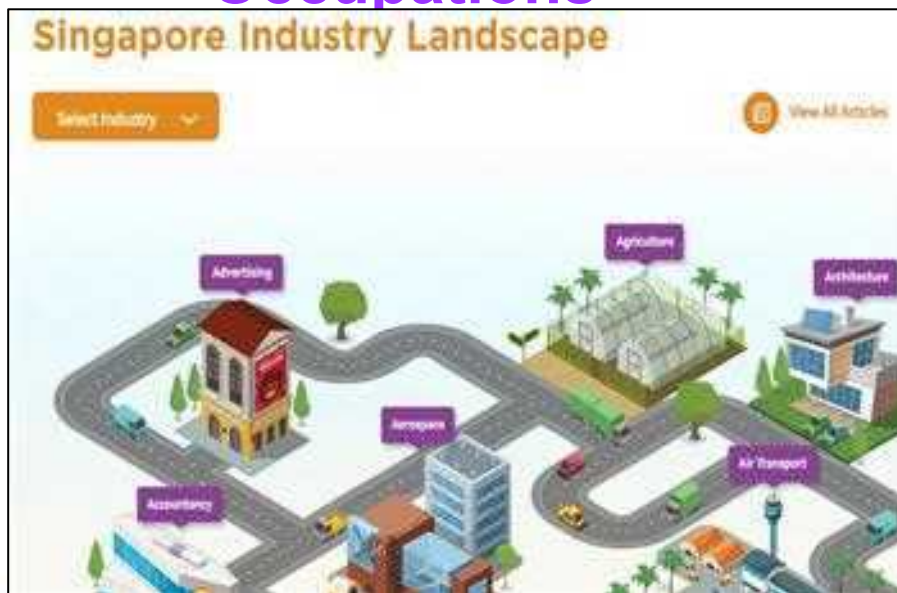 Occupations
Singapore Industry Landscape
Select Industry
View All Articles
Agriculture
Advertising
Architecture
Aerospace
Air Transport
Accountancy